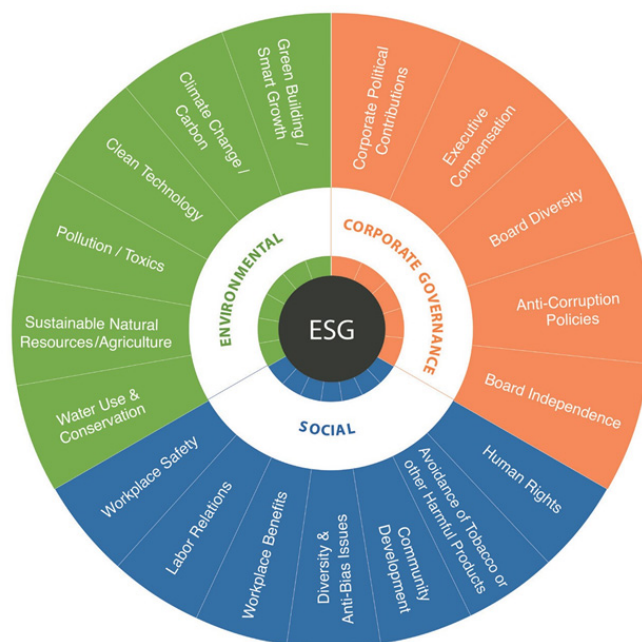 ESG
ENVIRONMENTAL
CORPORATE GOVERNANCE
SOCIAL
Green Building /
Smart Growth
Climate Change /
Carbon
Clean Technology
Pollution / Toxics
Sustainable Natural
Resources/Agriculture
Water Use &
Conservation
Corporate Political
Contributions
Executive
Compensation
Board Diversity
Anti-Corruption
Policies
Board Independence
Human Rights
Avoidance of Tobacco or
other Harmful Products
Community
Development
Diversity &
Anti-Bias Issues
Workplace Benefits
Labor Relations
Workplace Safety